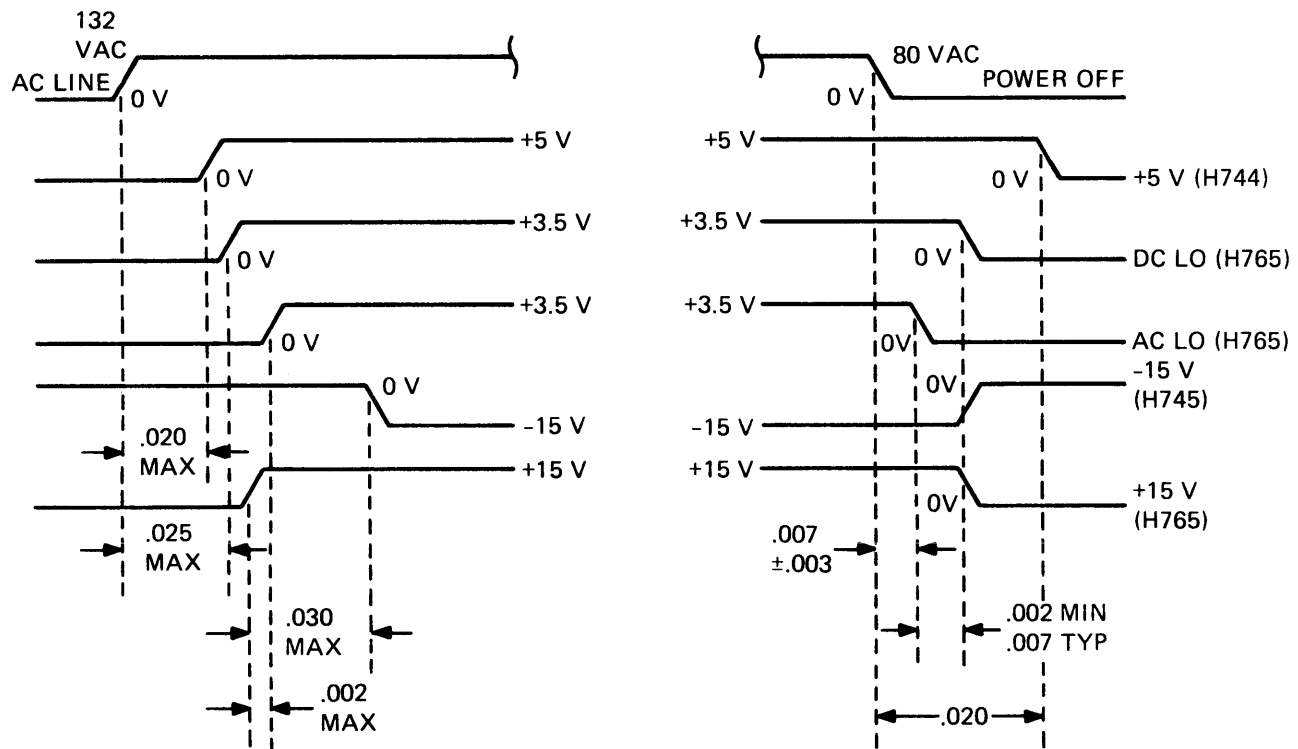 132
VAC
AC LINE
0 V
+5 V
0 V
+3.5 V
0 V
+3.5 V
0 V
0 V
-15 V
.020
MAX
+15 V
.025
MAX
.030
MAX
.002
MAX
80 VAC
POWER OFF
0 V
+5 V
0 V
+5 V (H744)
+3.5 V
0 V
DC LO (H765)
+3.5 V
0V
AC LO (H765)
0V
-15 V
(H745)
-15 V
+15 V
0V
+15 V
(H765)
.007
±.003
.002 MIN
.007 TYP
.020